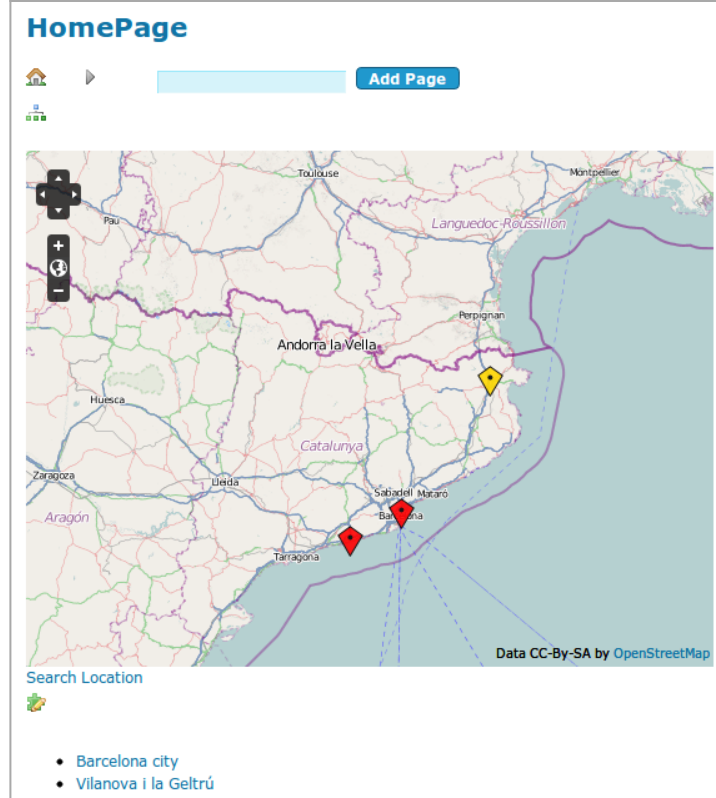 HomePage
Add Page
Toulouse
Montpellier
Pau
Languedoc-Roussillon
Perpignan
Andorra la Vella
Huesca
Catalunya
Zaragoza
Lleida
Sabadell Mataró
Aragón
Tarragona
Data CC-By-SA by OpenStreetMap
Search Location
Barcelona city
Vilanova i la Geltrú